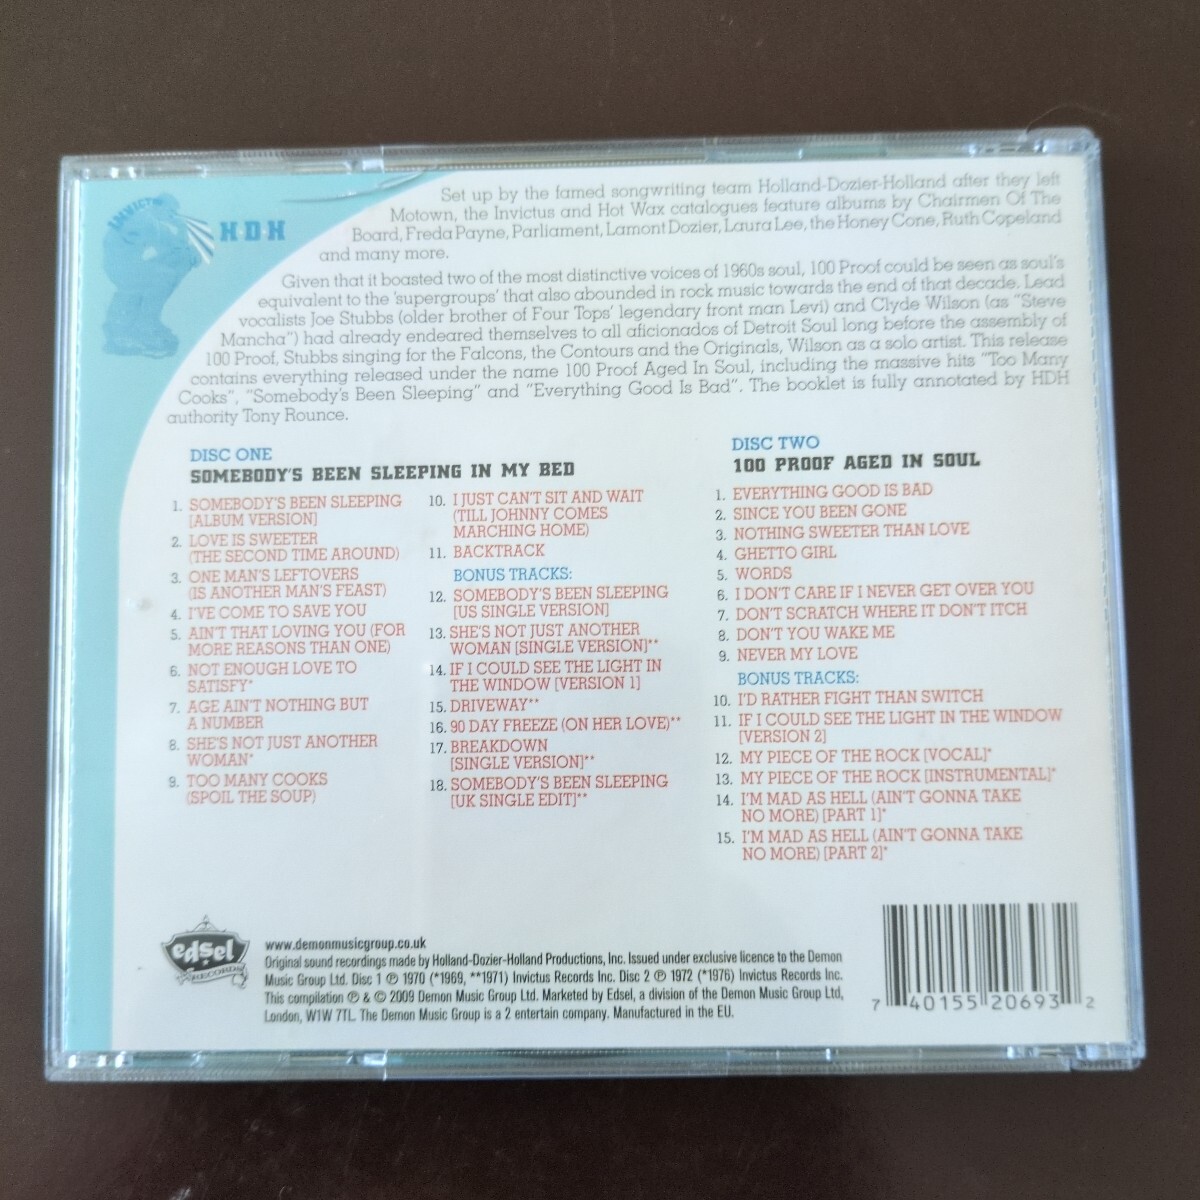 INVICTUS
HDH
Set up by the famed songwriting team Holland-Dozier-Holland after they left
Motown, the Invictus and Hot Wax catalogues feature albums by Chairmen Of The
Board, Freda Payne, Parliament, Lamont Dozier, Laura Lee, the Honey Cone, Ruth Copeland
and many more.
Given that it boasted two of the most distinctive voices of 1960s soul, 100 Proof could be seen as soul's
equivalent to the 'supergroups' that also abounded in rock music towards the end of that decade. Lead
vocalists Joe Stubbs (older brother of Four Tops' legendary front man Levi) and Clyde Wilson (as "Steve
Mancha") had already endeared themselves to all aficionados of Detroit Soul long before the assembly of
100 Proof, Stubbs singing for the Falcons, the Contours and the Originals, Wilson as a solo artist. This release
contains everything released under the name 100 Proof Aged In Soul, including the massive hits "Too Many
Cooks", "Somebody's Been Sleeping" and "Everything Good Is Bad". The booklet is fully annotated by HDH
authority Tony Rounce.
DISC ONE
SOMEBODY'S BEEN SLEEPING IN MY BED
1. SOMEBODY'S BEEN SLEEPING
[ALBUM VERSION]
2. LOVE IS SWEETER
(THE SECOND TIME AROUND)
3. ONE MAN'S LEFTOVERS
(IS ANOTHER MAN'S FEAST)
4. I'VE COME TO SAVE YOU
5. AIN'T THAT LOVING YOU (FOR
MORE REASONS THAN ONE)
6. NOT ENOUGH LOVE TO
SATISFY*
7. AGE AIN'T NOTHING BUT
A NUMBER
8. SHE'S NOT JUST ANOTHER
WOMAN*
9. TOO MANY COOKS
(SPOIL THE SOUP)
10. I JUST CAN'T SIT AND WAIT
(TILL JOHNNY COMES
MARCHING HOME)
11. BACKTRACK
BONUS TRACKS:
12. SOMEBODY'S BEEN SLEEPING
[US SINGLE VERSION]
13. SHE'S NOT JUST ANOTHER
WOMAN [SINGLE VERSION]**
14. IF I COULD SEE THE LIGHT IN
THE WINDOW [VERSION 1]
15. DRIVEWAY**
16. 90 DAY FREEZE (ON HER LOVE)**
17. BREAKDOWN
[SINGLE VERSION]**
18. SOMEBODY'S BEEN SLEEPING
[UK SINGLE EDIT]**
DISC TWO
100 PROOF AGED IN SOUL
1. EVERYTHING GOOD IS BAD
2. SINCE YOU BEEN GONE
3. NOTHING SWEETER THAN LOVE
4. GHETTO GIRL
5. WORDS
6. I DON'T CARE IF I NEVER GET OVER YOU
7. DON'T SCRATCH WHERE IT DON'T ITCH
8. DON'T YOU WAKE ME
9. NEVER MY LOVE
BONUS TRACKS:
10. I'D RATHER FIGHT THAN SWITCH
11. IF I COULD SEE THE LIGHT IN THE WINDOW
[VERSION 2]
12. MY PIECE OF THE ROCK [VOCAL]*
13. MY PIECE OF THE ROCK [INSTRUMENTAL]*
14. I'M MAD AS HELL (AIN'T GONNA TAKE
NO MORE) [PART 1]*
15. I'M MAD AS HELL (AIN'T GONNA TAKE
NO MORE) [PART 2]*
edsel
RECORDS
www.demonmusicgroup.co.uk
Original sound recordings made by Holland-Dozier-Holland Productions, Inc. Issued under exclusive licence to the Demon
Music Group Ltd. Disc 1 ℗ 1970 (*1969, **1971) Invictus Records Inc. Disc 2 ℗ 1972 (*1976) Invictus Records Inc.
This compilation ℗ & © 2009 Demon Music Group Ltd. Marketed by Edsel, a division of the Demon Music Group Ltd,
London, W1W 7TL. The Demon Music Group is a 2 entertain company. Manufactured in the EU.
7 40155 20693 2